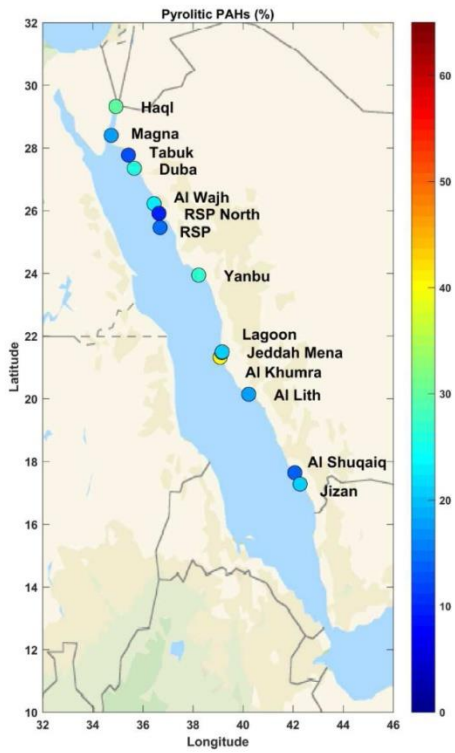 Pyrolitic PAHs (%)
32
30
28
26
24
22
20
18
16
14
12
10
Latitude
Haql
Magna
Tabuk
Duba
Al Wajh
RSP North
RSP
Yanbu
Lagoon
Jeddah Mena
Al Khumra
Al Lith
Al Shuqaiq
Jizan
32 34 36 38 40 42 44 46
Longitude
60
50
40
30
20
10
0